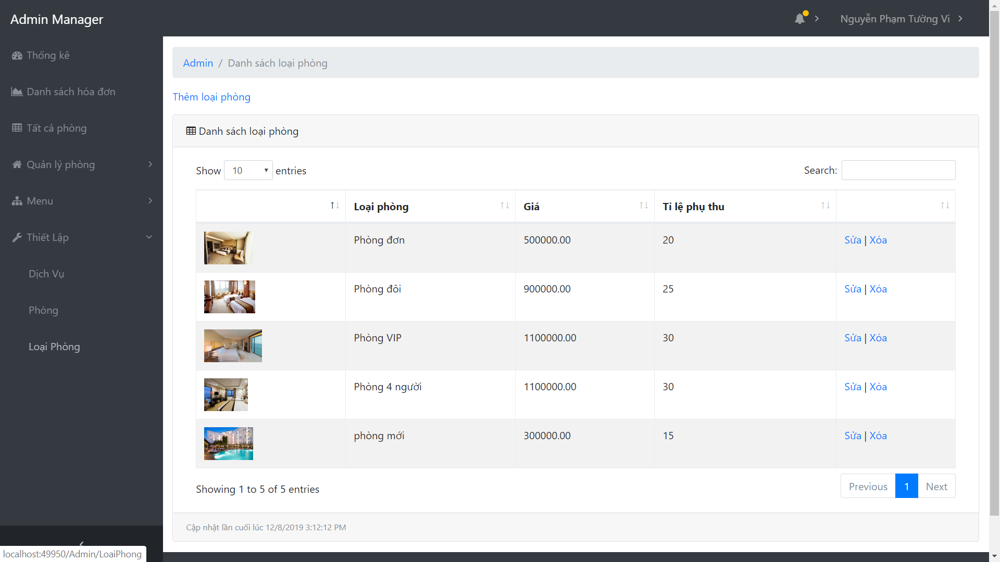 Admin Manager
Nguyễn Phạm Tường Vi
Thống kê
Danh sách hóa đơn
Tất cả phòng
Quản lý phòng
Menu
Thiết Lập
Dịch Vụ
Phòng
Loại Phòng
Admin / Danh sách loại phòng
Thêm loại phòng
Danh sách loại phòng
Show 10 entries
Search:
Loại phòng Giá Tỉ lệ phụ thu
Phòng đơn 500000.00 20 Sửa | Xóa
Phòng đôi 900000.00 25 Sửa | Xóa
Phòng VIP 1100000.00 30 Sửa | Xóa
Phòng 4 người 1100000.00 30 Sửa | Xóa
phòng mới 300000.00 15 Sửa | Xóa
Showing 1 to 5 of 5 entries
Previous 1 Next
Cập nhật lần cuối lúc 12/8/2019 3:12:12 PM
localhost:49950/Admin/LoaiPhong